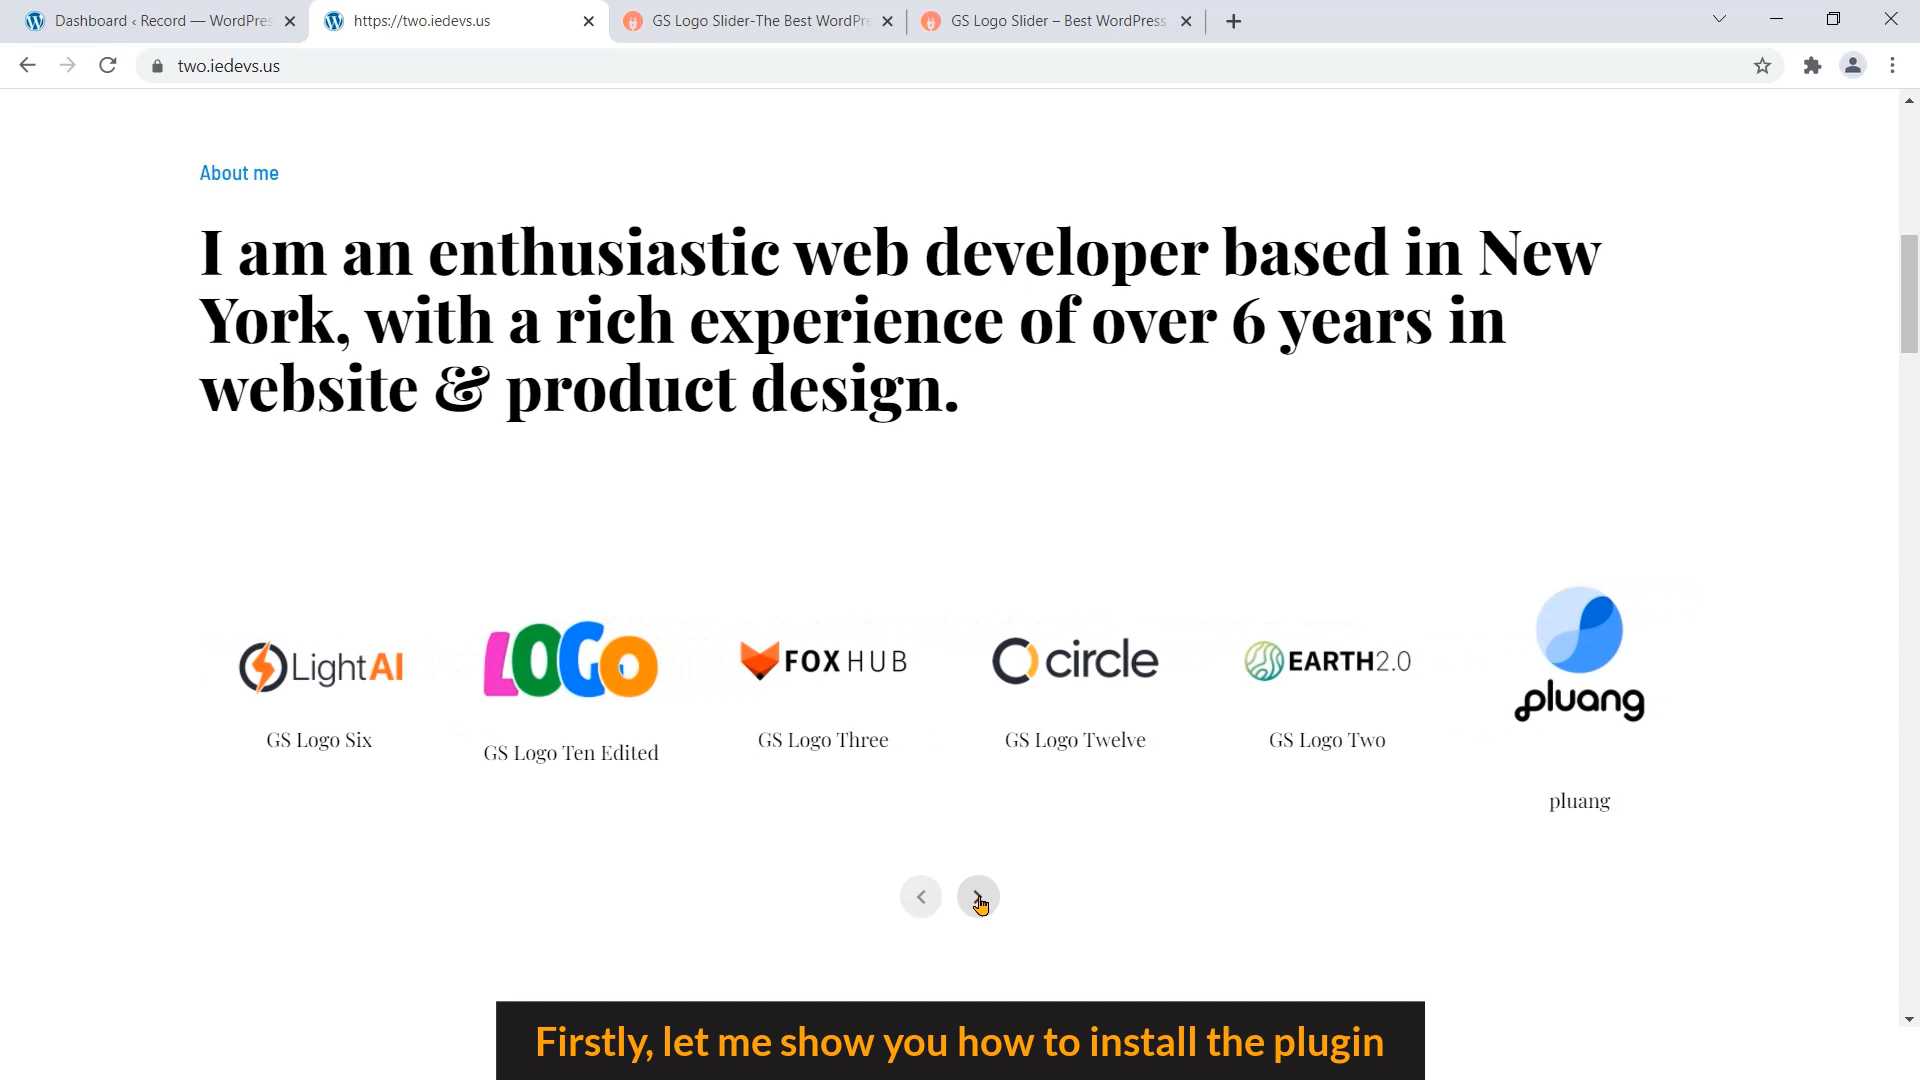 Dashboard ‹ Record — WordPres
https://two.iedevs.us
GS Logo Slider-The Best WordPre
GS Logo Slider – Best WordPress
two.iedevs.us
About me
I am an enthusiastic web developer based in New
York, with a rich experience of over 6 years in
website & product design.
LightAI
LOGO
FOXHUB
circle
EARTH2.0
pluang
GS Logo Six
GS Logo Ten Edited
GS Logo Three
GS Logo Twelve
GS Logo Two
pluang
Firstly, let me show you how to install the plugin